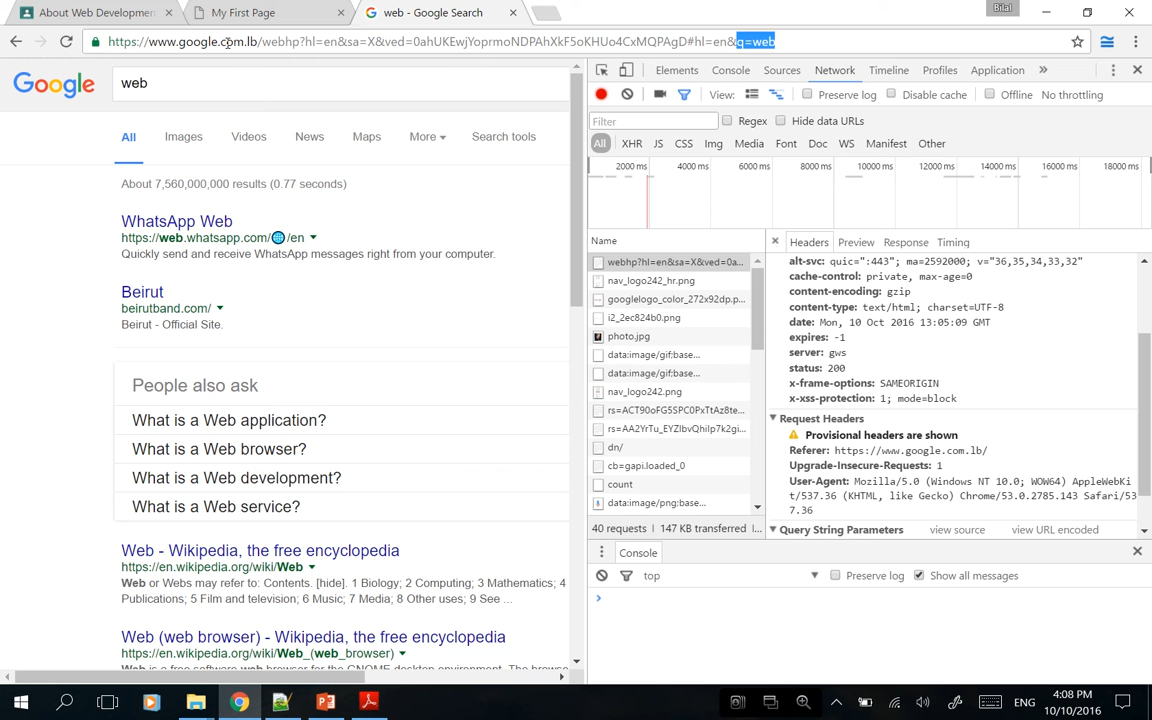 About Web Developmen
My First Page
web - Google Search
Bilal
https://www.google.com.lb/webhp?hl=en&sa=X&ved=0ahUKEwjYoprmoNDPAhXkF5oKHUo4CxMQPAgD#hl=en&q=web
Google
web
All
Images
Videos
News
Maps
More
Search tools
About 7,560,000,000 results (0.77 seconds)
WhatsApp Web
https://web.whatsapp.com/ /en
Quickly send and receive WhatsApp messages right from your computer.
Beirut
beirutband.com/
Beirut - Official Site.
People also ask
What is a Web application?
What is a Web browser?
What is a Web development?
What is a Web service?
Web - Wikipedia, the free encyclopedia
https://en.wikipedia.org/wiki/Web
Web or Webs may refer to: Contents. [hide]. 1 Biology; 2 Computing; 3 Mathematics; 4
Publications; 5 Film and television; 6 Music; 7 Media; 8 Other uses; 9 See ...
Web (web browser) - Wikipedia, the free encyclopedia
https://en.wikipedia.org/wiki/Web_(web_browser)
Web is a free software web browser for the GNOME desktop environment. The browse
Elements
Console
Sources
Network
Timeline
Profiles
Application
»
View:
Preserve log
Disable cache
Offline
No throttling
Filter
Regex
Hide data URLs
All
XHR
JS
CSS
Img
Media
Font
Doc
WS
Manifest
Other
2000 ms
4000 ms
6000 ms
8000 ms
10000 ms
12000 ms
14000 ms
16000 ms
18000 ms
Name
webhp?hl=en&sa=X&ved=0a...
nav_logo242_hr.png
googlelogo_color_272x92dp.p...
i2_2ec824b0.png
photo.jpg
data:image/gif;base...
data:image/gif;base...
nav_logo242.png
rs=ACT90oFG5SPC0PxTtAz8te...
rs=AA2YrTu_EYZIbvQhiIp7k2gi...
dn/
cb=gapi.loaded_0
count
data:image/png;base...
40 requests | 147 KB transferred |...
Headers
Preview
Response
Timing
alt-svc: quic=":443"; ma=2592000; v="36,35,34,33,32"
cache-control: private, max-age=0
content-encoding: gzip
content-type: text/html; charset=UTF-8
date: Mon, 10 Oct 2016 13:05:09 GMT
expires: -1
server: gws
status: 200
x-frame-options: SAMEORIGIN
x-xss-protection: 1; mode=block
Request Headers
Provisional headers are shown
Referer: https://www.google.com.lb/
Upgrade-Insecure-Requests: 1
User-Agent: Mozilla/5.0 (Windows NT 10.0; WOW64) AppleWebKi
t/537.36 (KHTML, like Gecko) Chrome/53.0.2785.143 Safari/53
7.36
Query String Parameters
view source
view URL encoded
Console
top
Preserve log
Show all messages
ENG
4:08 PM
10/10/2016